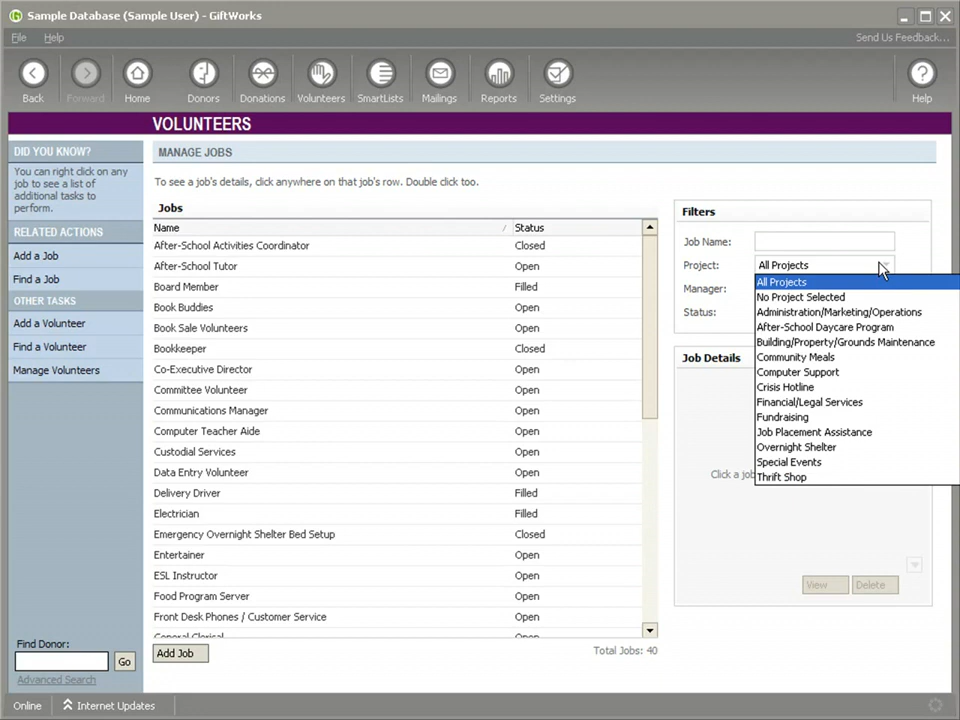 Sample Database (Sample User) - GiftWorks
File Help Send Us Feedback...
Back Forward Home Donors Donations Volunteers SmartLists Mailings Reports Settings Help
VOLUNTEERS
DID YOU KNOW?
You can right click on any
job to see a list of
additional tasks to
perform.
RELATED ACTIONS
Add a Job
Find a Job
OTHER TASKS
Add a Volunteer
Find a Volunteer
Manage Volunteers
Find Donor:
Go
Advanced Search
MANAGE JOBS
To see a job's details, click anywhere on that job's row. Double click too.
Jobs
Name Status
After-School Activities Coordinator Closed
After-School Tutor Open
Board Member Filled
Book Buddies Open
Book Sale Volunteers Open
Bookkeeper Closed
Co-Executive Director Open
Committee Volunteer Open
Communications Manager Open
Computer Teacher Aide Open
Custodial Services Open
Data Entry Volunteer Open
Delivery Driver Filled
Electrician Filled
Emergency Overnight Shelter Bed Setup Closed
Entertainer Open
ESL Instructor Open
Food Program Server Open
Front Desk Phones / Customer Service Open
General Clerical Open
Add Job Total Jobs: 40
Filters
Job Name:
Project: All Projects
Manager:
Status:
All Projects
No Project Selected
Administration/Marketing/Operations
After-School Daycare Program
Building/Property/Grounds Maintenance
Community Meals
Computer Support
Crisis Hotline
Financial/Legal Services
Fundraising
Job Placement Assistance
Overnight Shelter
Special Events
Thrift Shop
Job Details
Click a job
View Delete
Online Internet Updates